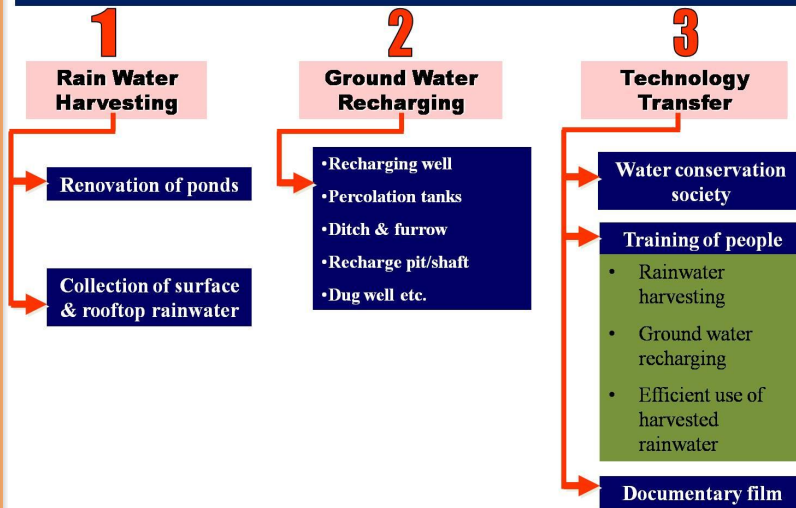 1
Rain Water
Harvesting
Renovation of ponds
Collection of surface
& rooftop rainwater
2
Ground Water
Recharging
•Recharging well
•Percolation tanks
•Ditch & furrow
•Recharge pit/shaft
•Dug well etc.
3
Technology
Transfer
Water conservation
society
Training of people
• Rainwater
harvesting
• Ground water
recharging
• Efficient use of
harvested
rainwater
Documentary film